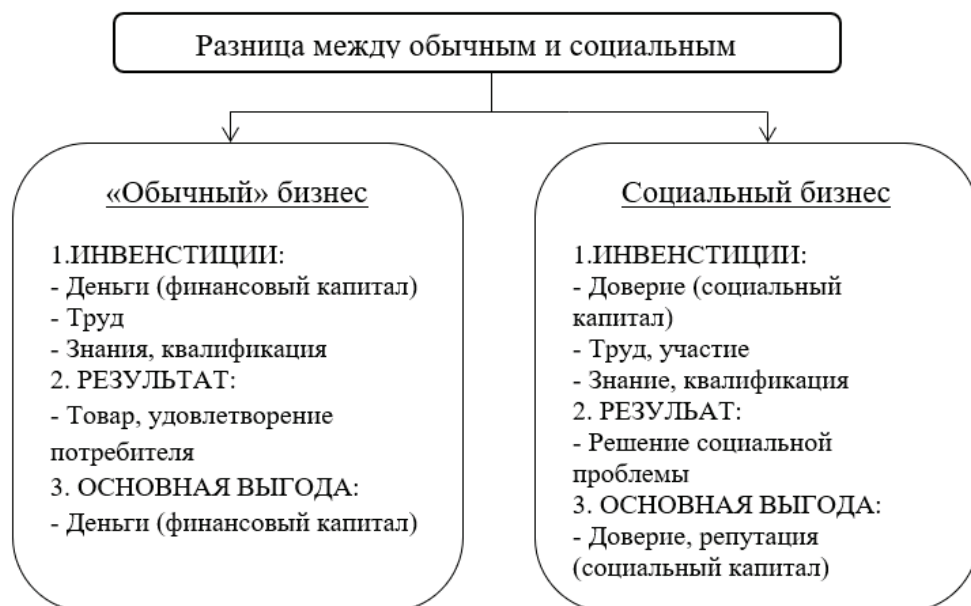 Разница между обычным и социальным
«Обычный» бизнес
1.ИНВЕНСТИЦИИ:
- Деньги (финансовый капитал)
- Труд
- Знания, квалификация
2. РЕЗУЛЬТАТ:
- Товар, удовлетворение
потребителя
3. ОСНОВНАЯ ВЫГОДА:
- Деньги (финансовый капитал)
Социальный бизнес
1.ИНВЕНСТИЦИИ:
- Доверие (социальный
капитал)
- Труд, участие
- Знание, квалификация
2. РЕЗУЛЬАТ:
- Решение социальной
проблемы
3. ОСНОВНАЯ ВЫГОДА:
- Доверие, репутация
(социальный капитал)